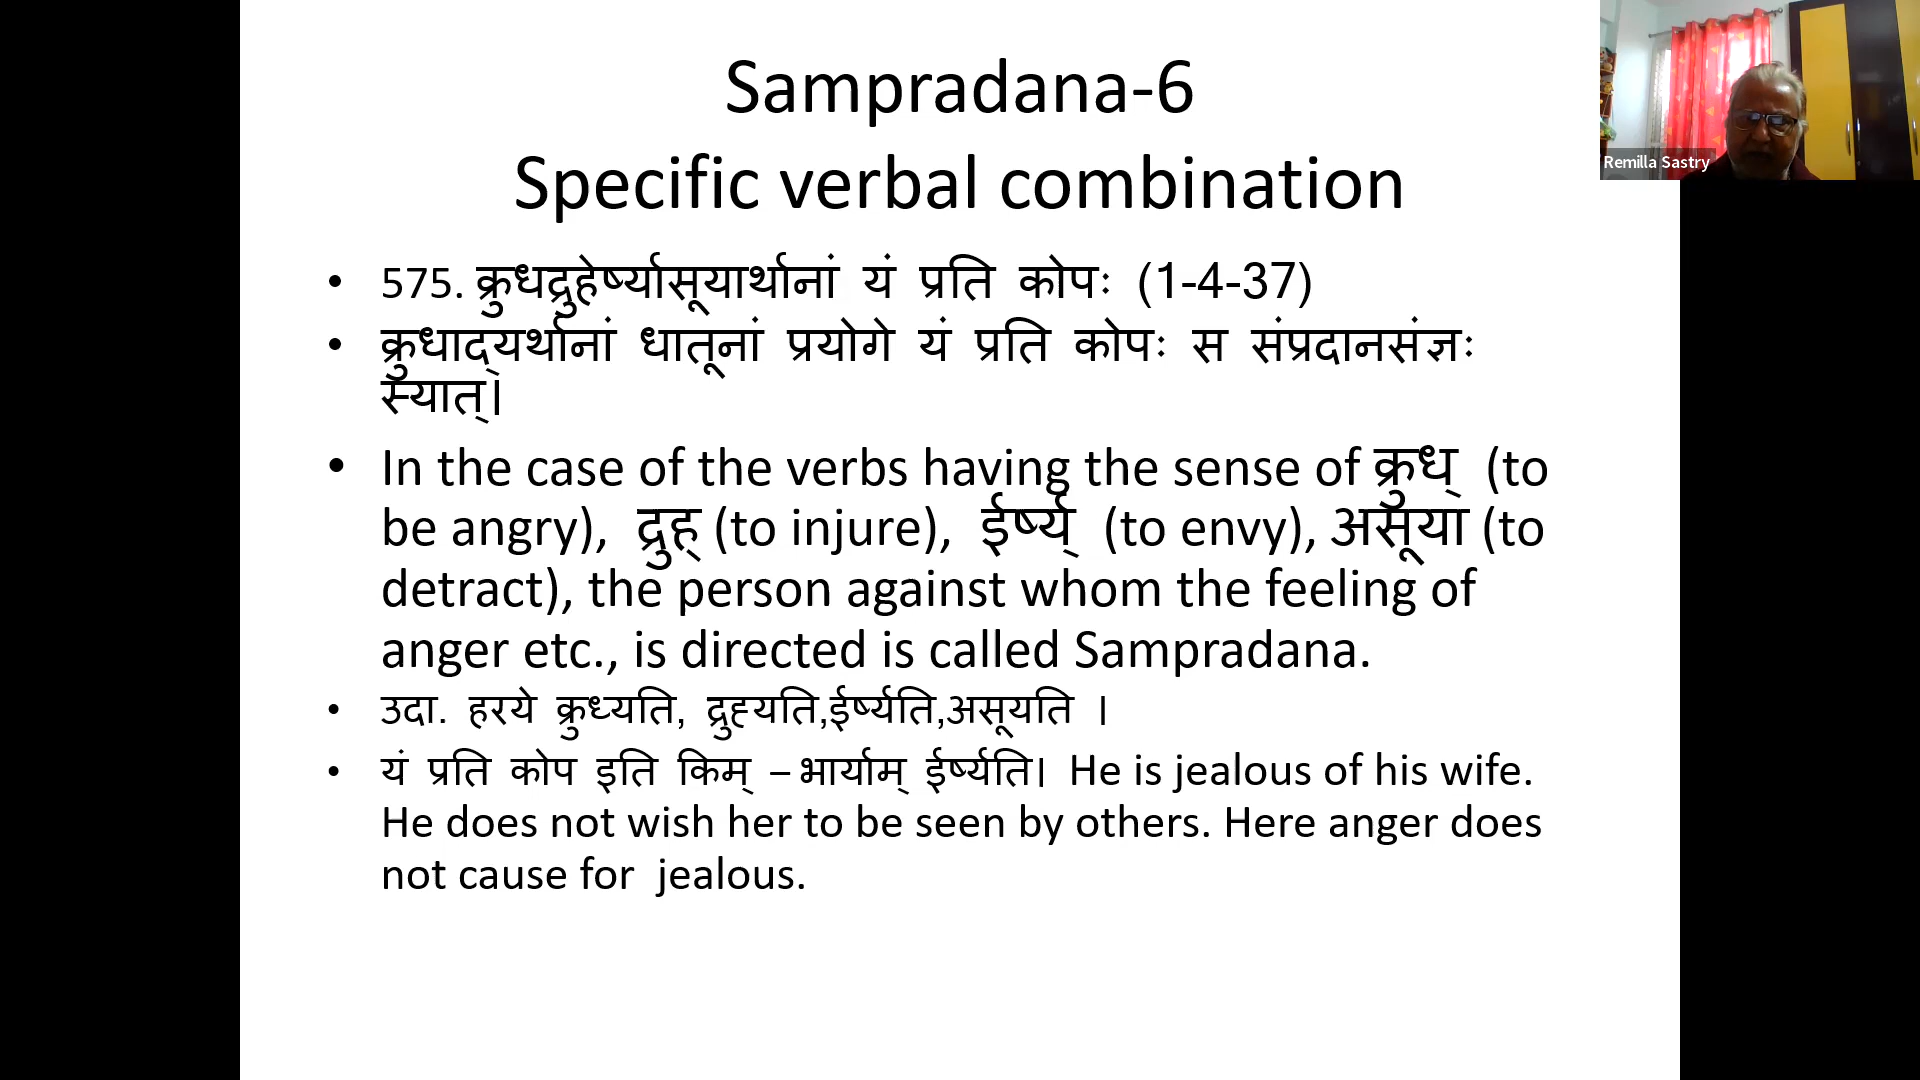 Sampradana-6
Specific verbal combination
• 575. क्रुधद्रुहेर्ष्यासूयार्थानां यं प्रति कोपः (1-4-37)
• क्रुधाद्यर्थानां धातूनां प्रयोगे यं प्रति कोपः स संप्रदानसंज्ञः
स्यात्।
• In the case of the verbs having the sense of क्रुध् (to
be angry), द्रुह् (to injure), ईर्ष्य् (to envy), असूया (to
detract), the person against whom the feeling of
anger etc., is directed is called Sampradana.
• उदा. हरये क्रुध्यति, द्रुह्यति,ईर्ष्यति,असूयति ।
• यं प्रति कोप इति किम् – भार्याम् ईर्ष्यति। He is jealous of his wife.
He does not wish her to be seen by others. Here anger does
not cause for jealous.
Remilla Sastry